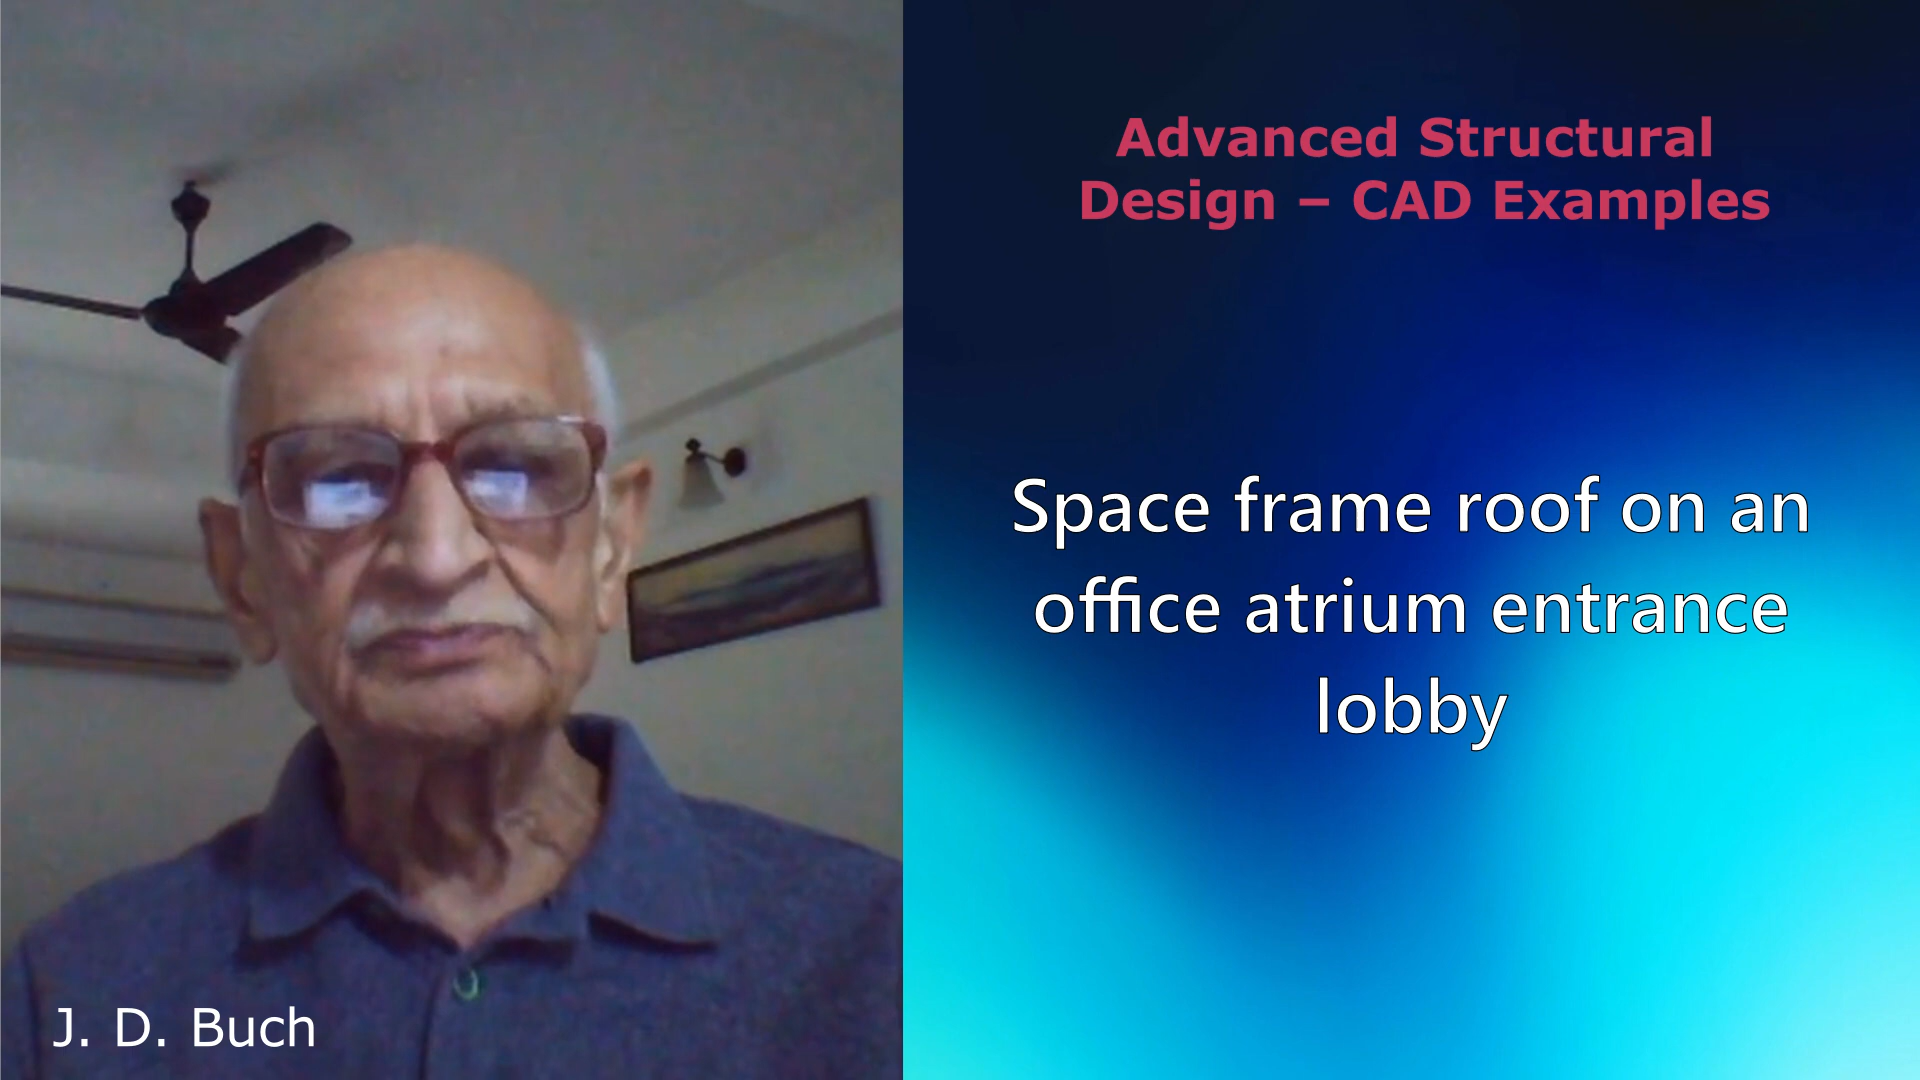 Advanced Structural
Design – CAD Examples
Space frame roof on an
office atrium entrance
lobby
J. D. Buch